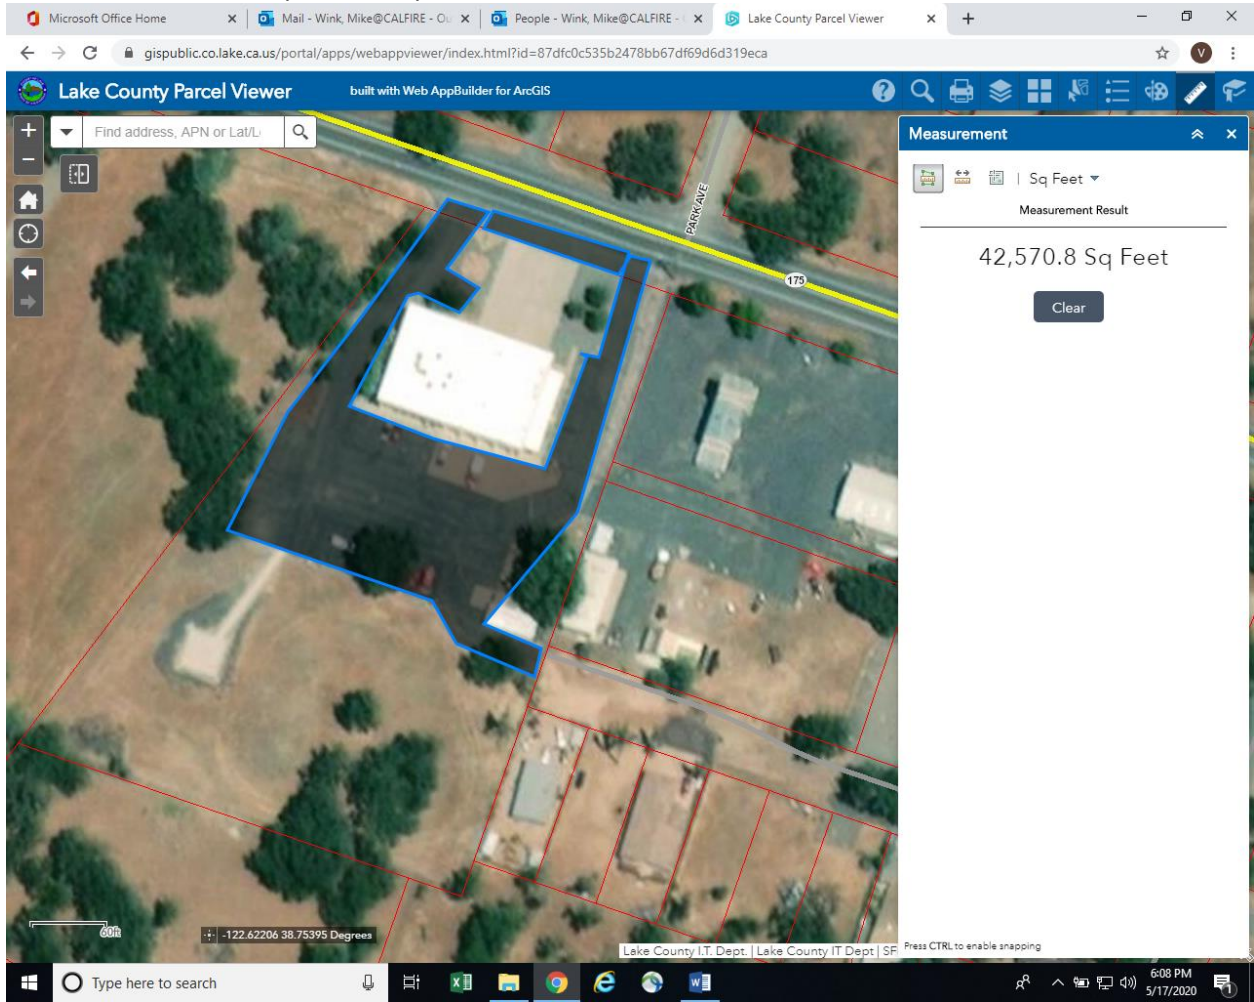 Microsoft Office Home
Mail - Wink, Mike@CALFIRE - Ou
People - Wink, Mike@CALFIRE -
Lake County Parcel Viewer
gispublic.co.lake.ca.us/portal/apps/webappviewer/index.html?id=87dfc0c535b2478bb67df69d6d319eca
V
Lake County Parcel Viewer
built with Web AppBuilder for ArcGIS
Find address, APN or Lat/L
Measurement
Sq Feet
Measurement Result
42,570.8 Sq Feet
Clear
PARK AVE
175
60ft
-122.62206 38.75395 Degrees
Lake County I.T. Dept. | Lake County IT Dept | SF
Press CTRL to enable snapping
Type here to search
6:08 PM
5/17/2020
1